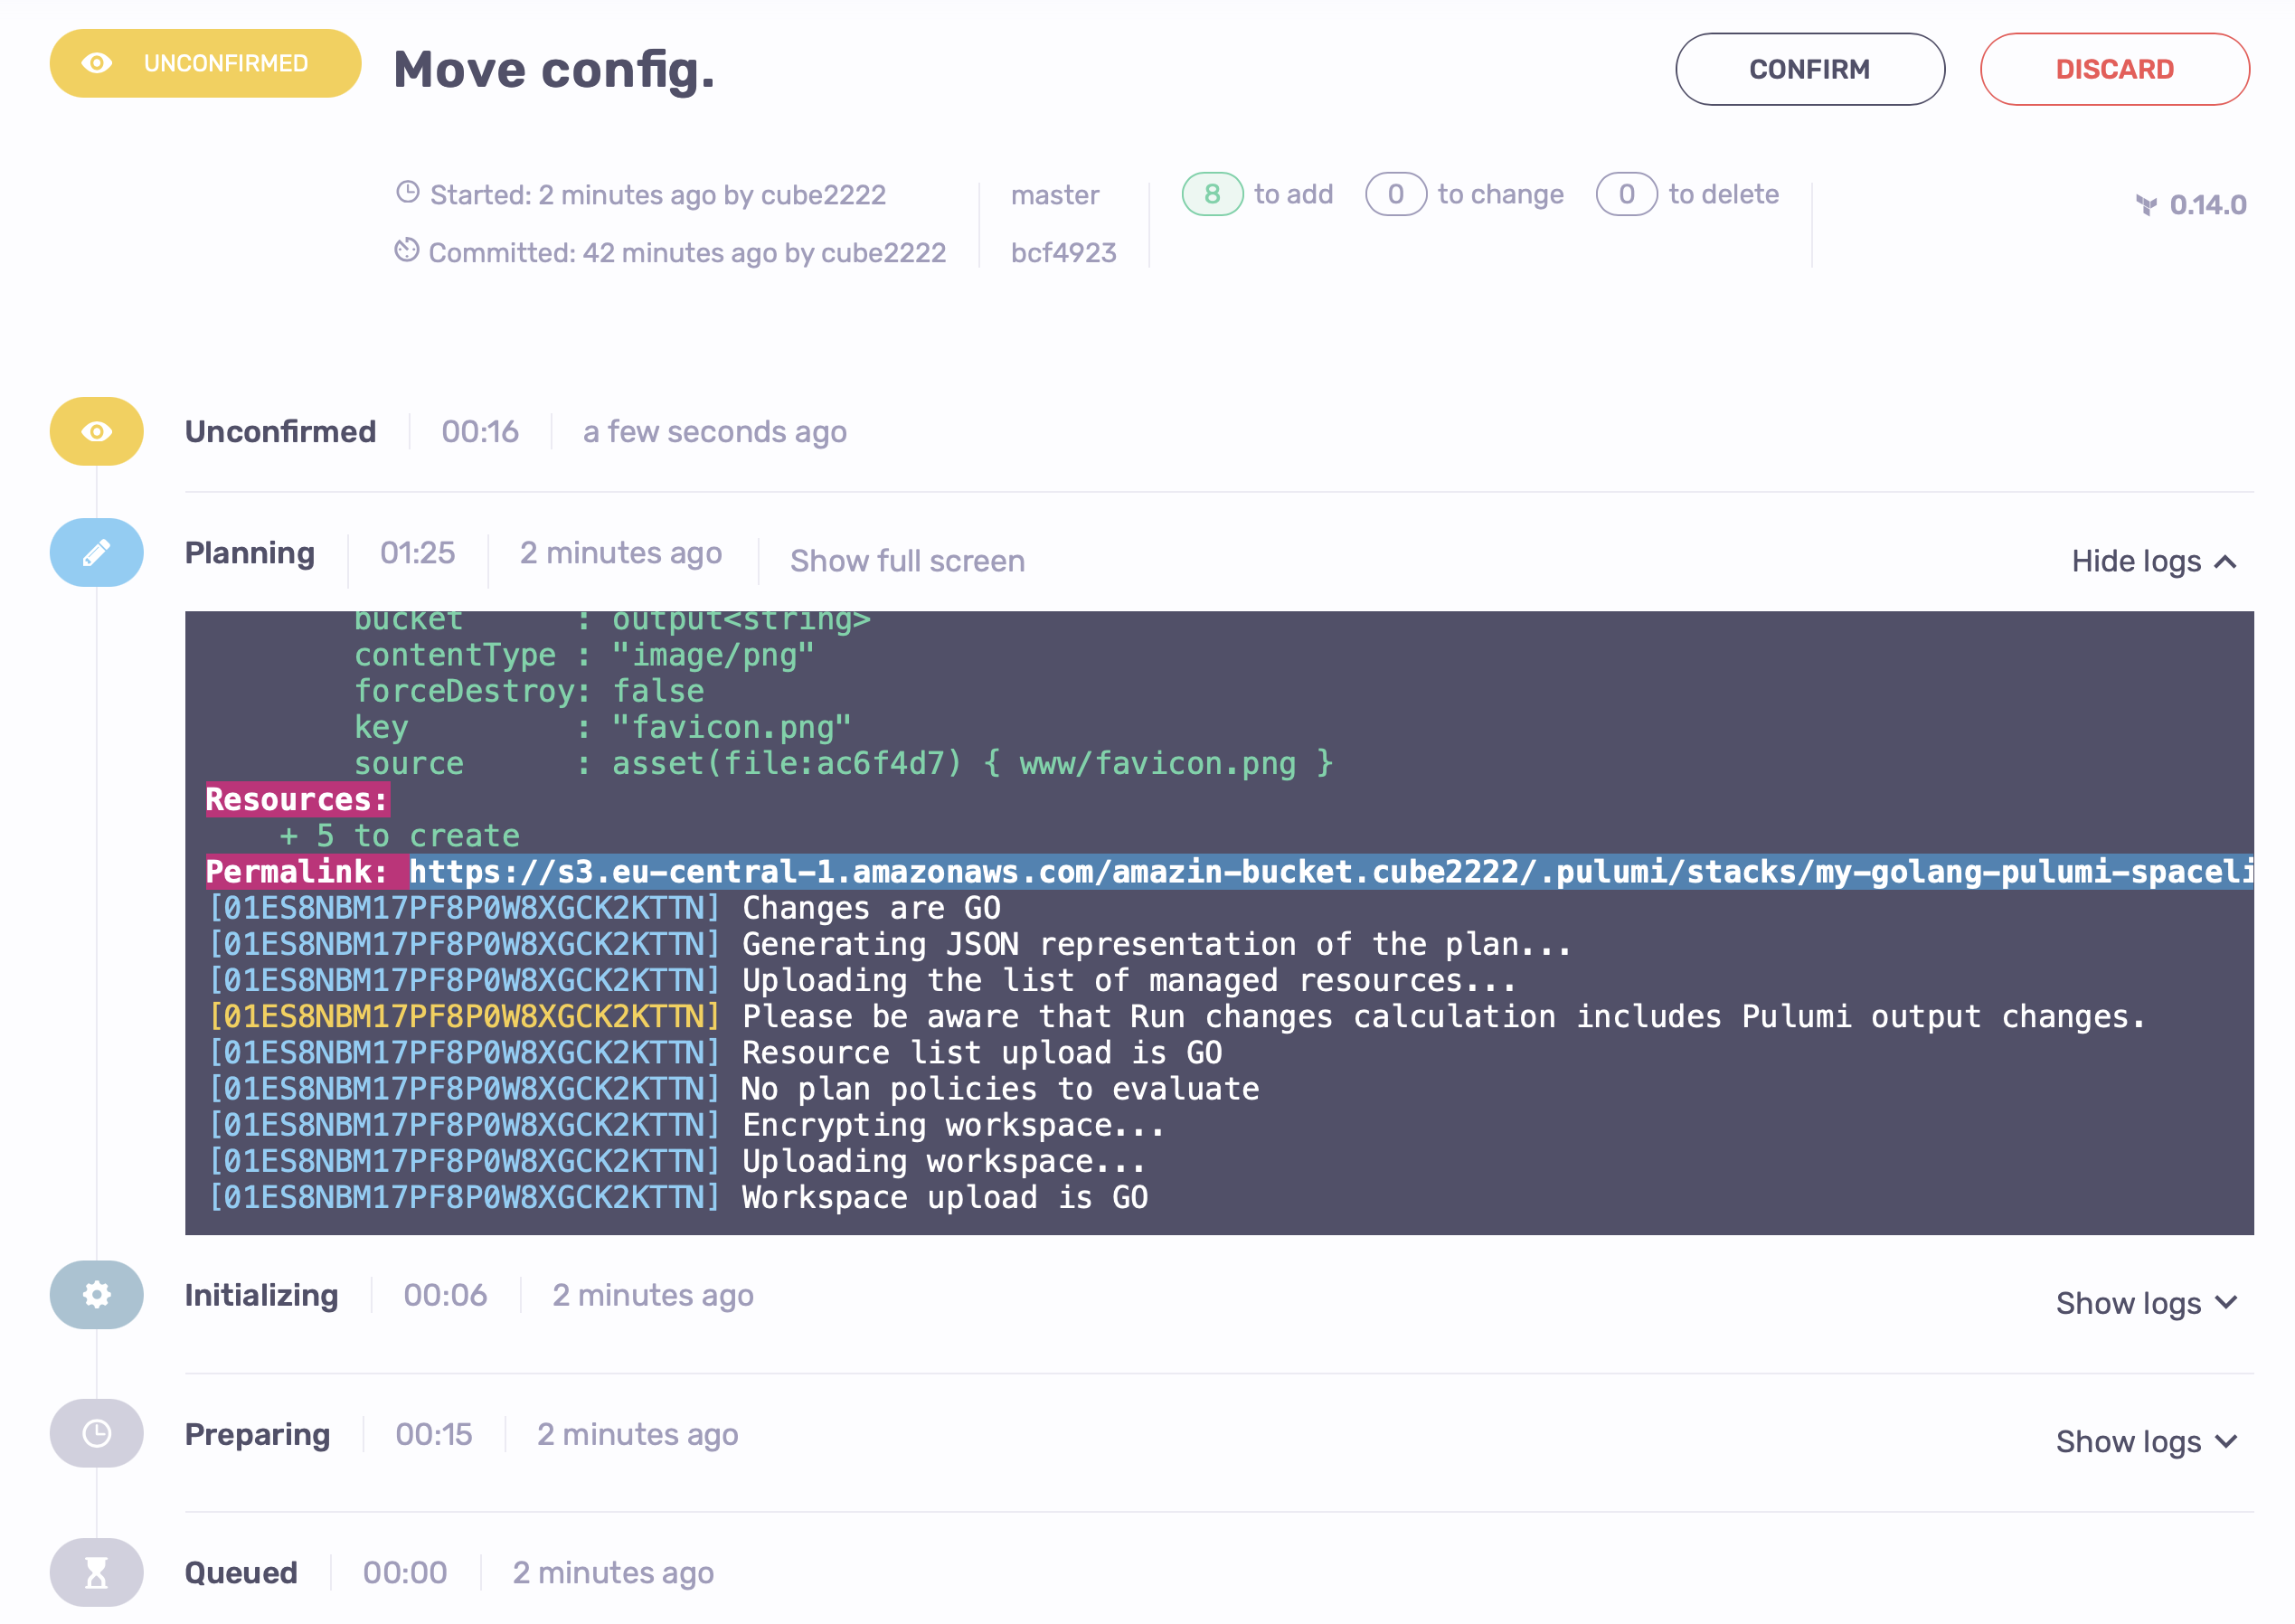 UNCONFIRMED
Move config.
CONFIRM
DISCARD
Started: 2 minutes ago by cube2222
Committed: 42 minutes ago by cube2222
master
bcf4923
8 to add 0 to change 0 to delete
0.14.0
Unconfirmed 00:16 a few seconds ago
Planning 01:25 2 minutes ago Show full screen Hide logs
bucket : output<string>
contentType : "image/png"
forceDestroy: false
key : "favicon.png"
source : asset(file:ac6f4d7) { www/favicon.png }
Resources:
+ 5 to create
Permalink: https://s3.eu-central-1.amazonaws.com/amazin-bucket.cube2222/.pulumi/stacks/my-golang-pulumi-spaceli
[01ES8NBM17PF8P0W8XGCK2KTTN] Changes are GO
[01ES8NBM17PF8P0W8XGCK2KTTN] Generating JSON representation of the plan...
[01ES8NBM17PF8P0W8XGCK2KTTN] Uploading the list of managed resources...
[01ES8NBM17PF8P0W8XGCK2KTTN] Please be aware that Run changes calculation includes Pulumi output changes.
[01ES8NBM17PF8P0W8XGCK2KTTN] Resource list upload is GO
[01ES8NBM17PF8P0W8XGCK2KTTN] No plan policies to evaluate
[01ES8NBM17PF8P0W8XGCK2KTTN] Encrypting workspace...
[01ES8NBM17PF8P0W8XGCK2KTTN] Uploading workspace...
[01ES8NBM17PF8P0W8XGCK2KTTN] Workspace upload is GO
Initializing 00:06 2 minutes ago Show logs
Preparing 00:15 2 minutes ago Show logs
Queued 00:00 2 minutes ago